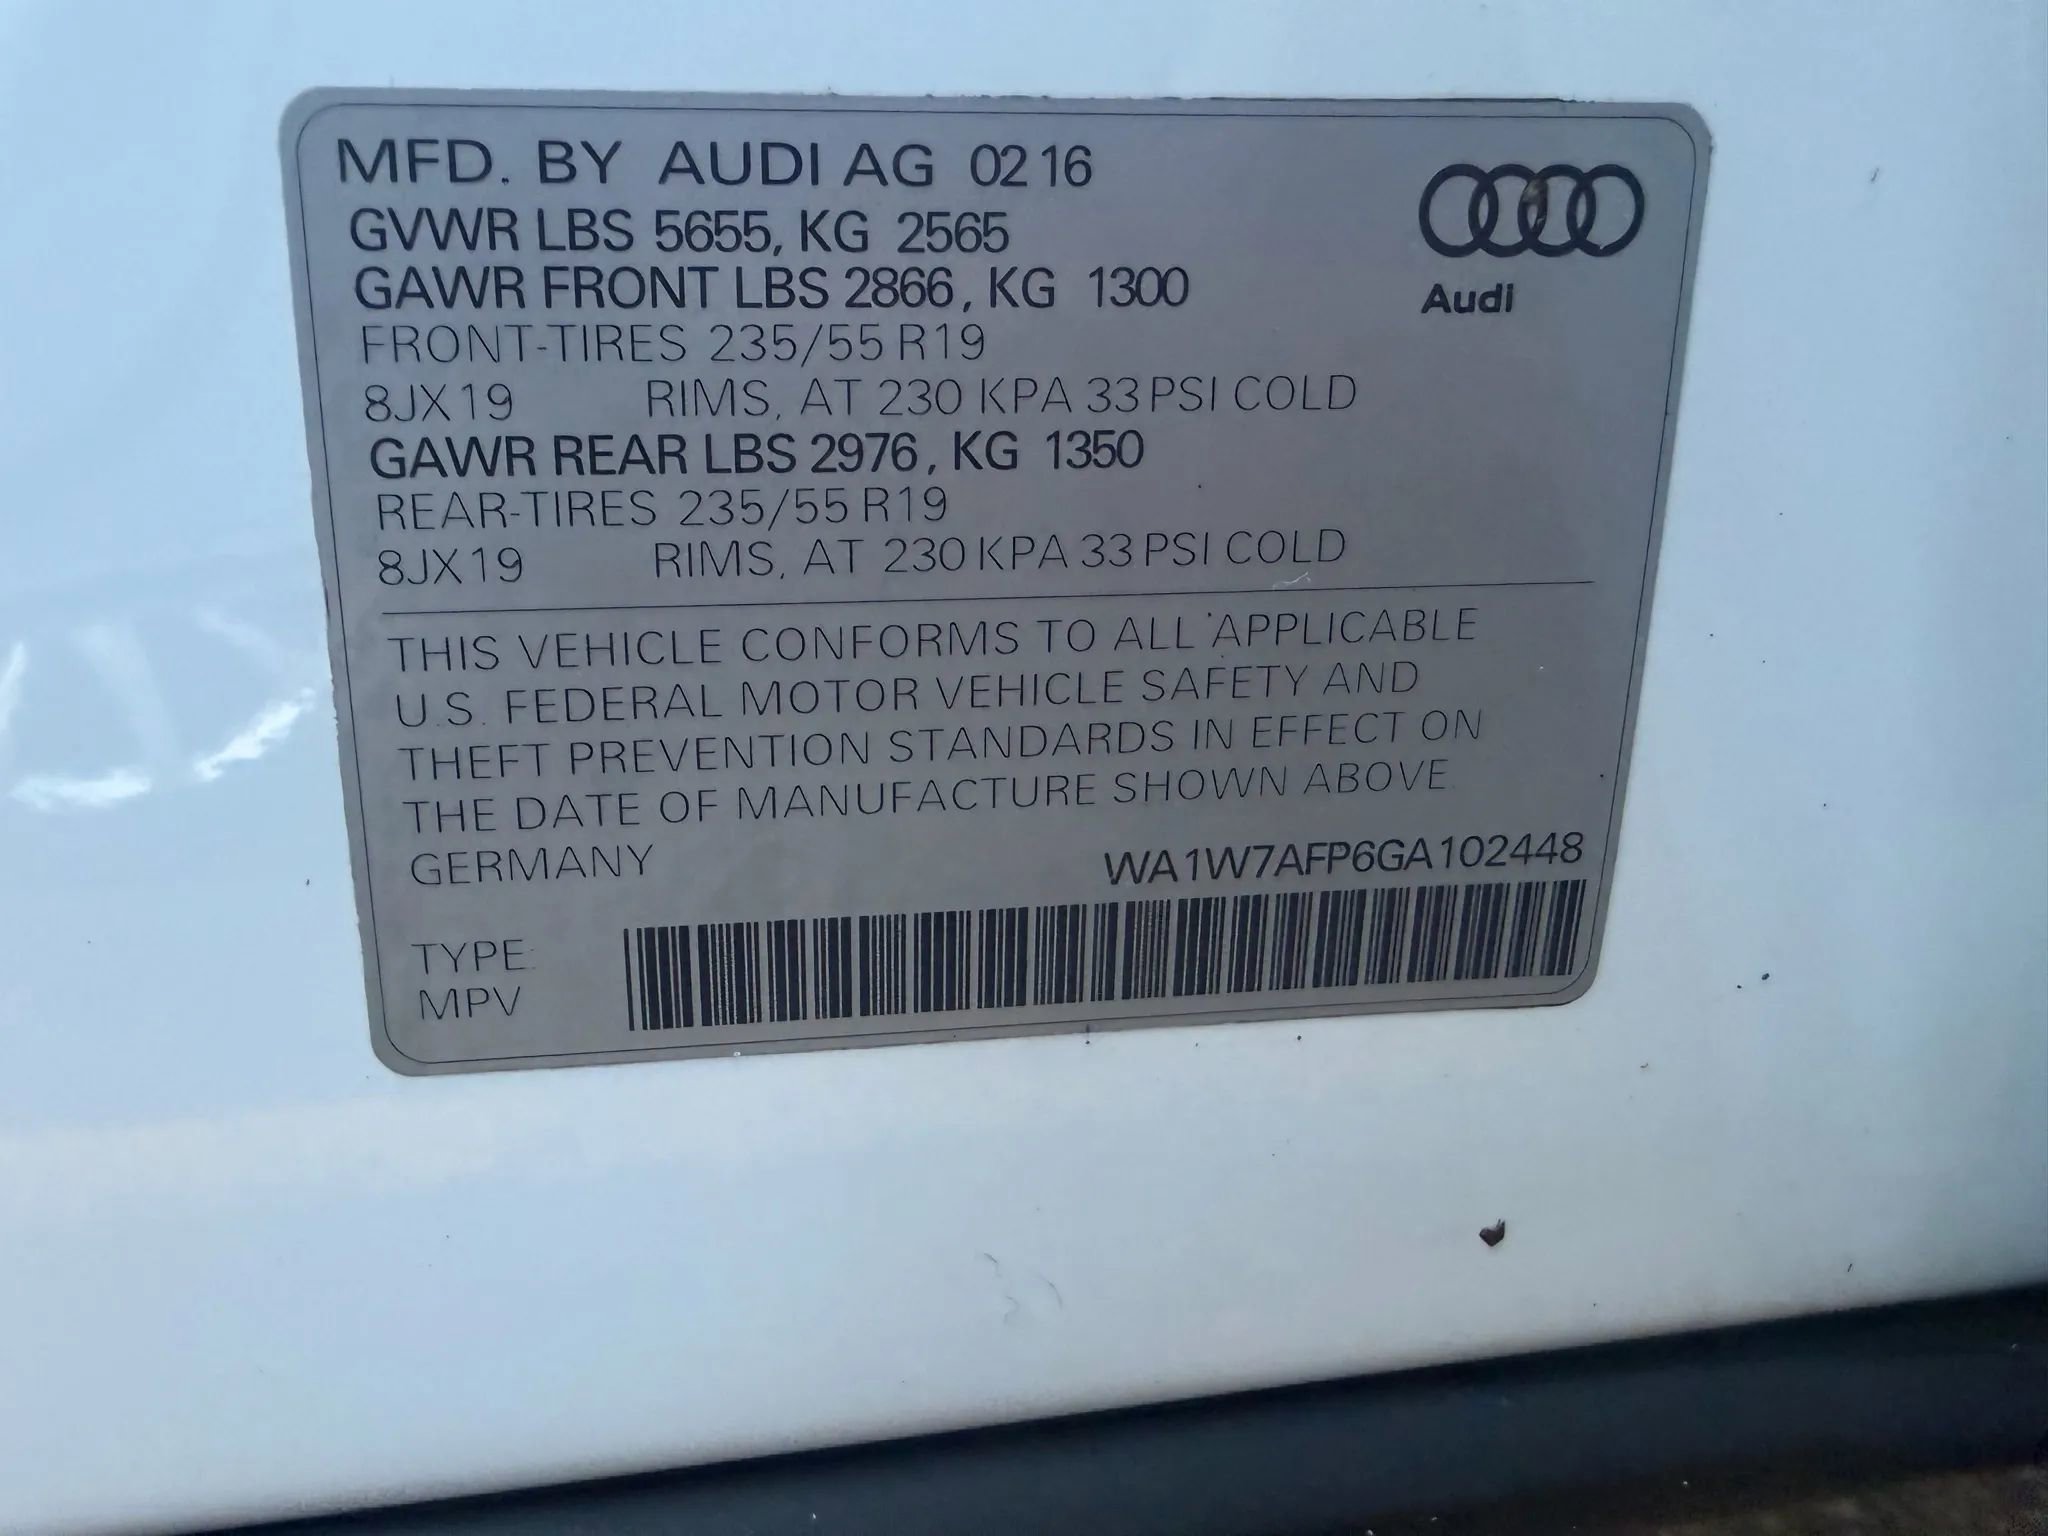 MFD. BY AUDI AG 02 16
GVWR LBS 5655, KG 2565
GAWR FRONT LBS 2866, KG 1300
FRONT-TIRES 235/55 R19
8JX19 RIMS, AT 230 KPA 33 PSI COLD
GAWR REAR LBS 2976, KG 1350
REAR-TIRES 235/55 R19
8JX19 RIMS, AT 230 KPA 33 PSI COLD
Audi
THIS VEHICLE CONFORMS TO ALL APPLICABLE
U.S. FEDERAL MOTOR VEHICLE SAFETY AND
THEFT PREVENTION STANDARDS IN EFFECT ON
THE DATE OF MANUFACTURE SHOWN ABOVE.
GERMANY WA1W7AFP6GA102448
TYPE:
MPV